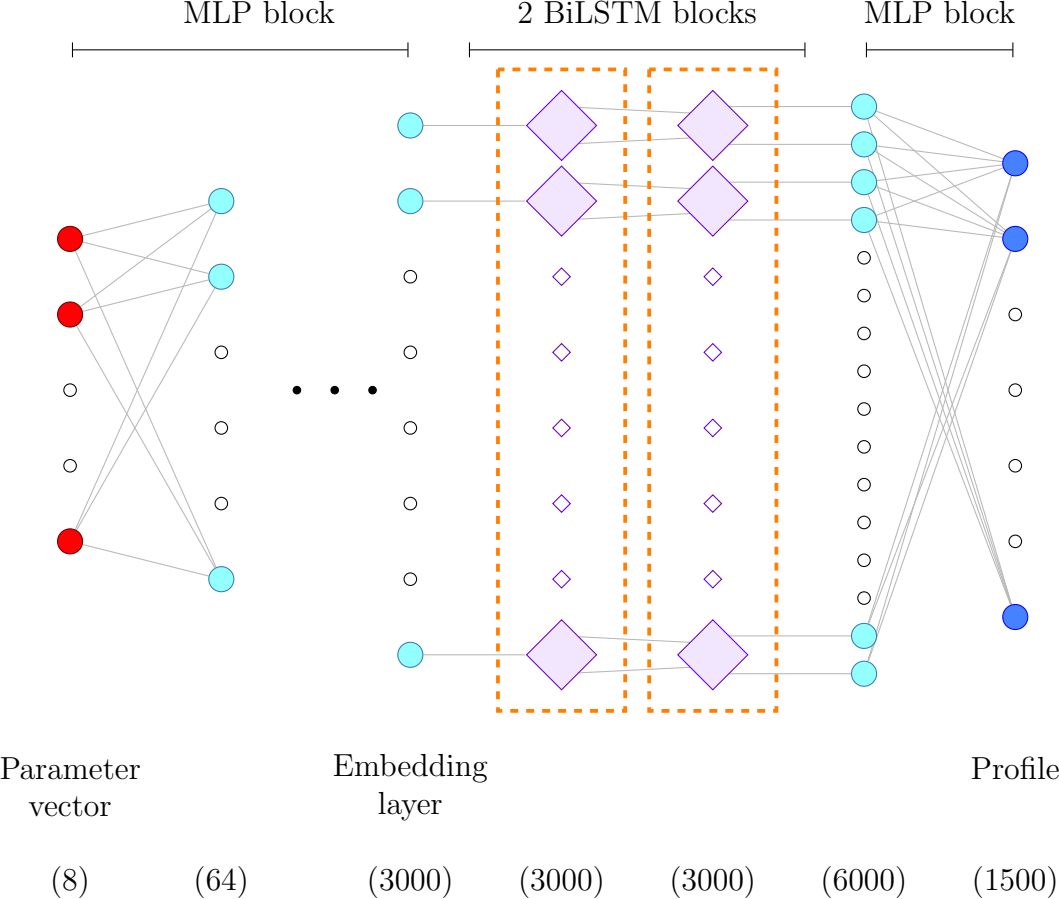 MLP block
2 BiLSTM blocks
MLP block
Parameter
vector
Embedding
layer
Profile
(8)
(64)
(3000)
(3000)
(3000)
(6000)
(1500)